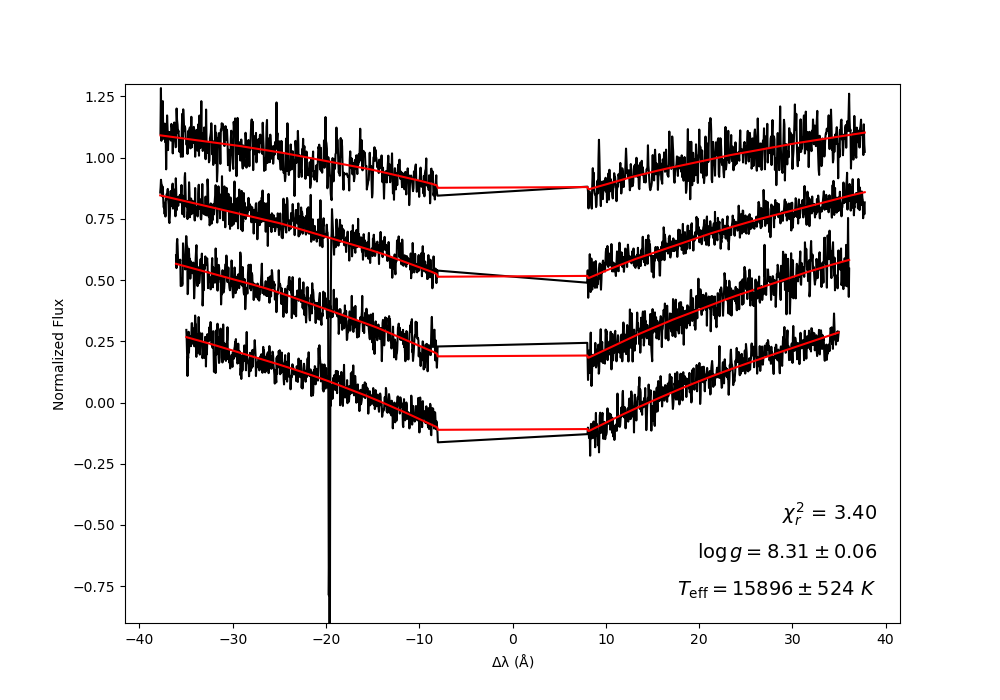 1.25
1.00
0.75
0.50
0.25
0.00
−0.25
−0.50
−0.75
Normalized Flux
χ²ᵣ = 3.40
log g = 8.31 ± 0.06
T_eff = 15896 ± 524 K
−40 −30 −20 −10 0 10 20 30 40
Δλ (Å)